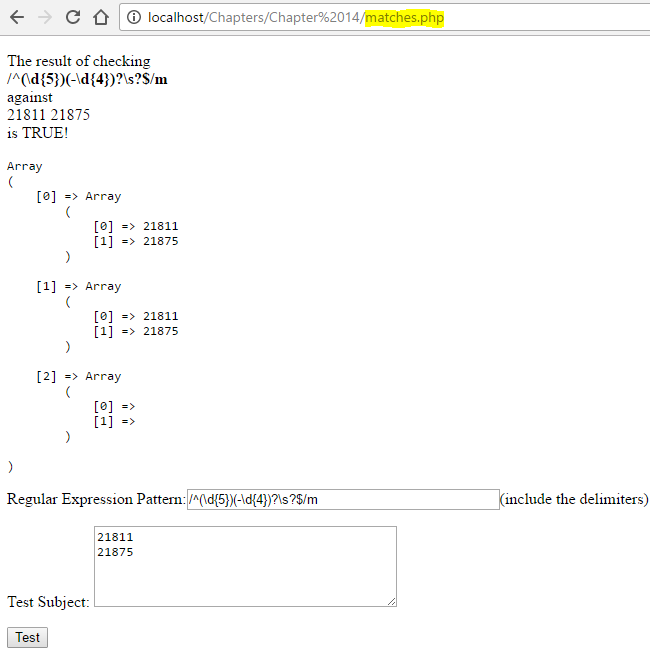 localhost/Chapters/Chapter%2014/matches.php
The result of checking
/^(\d{5})(-\d{4})?\s?$/m
against
21811 21875
is TRUE!
Array
(
    [0] => Array
        (
            [0] => 21811
            [1] => 21875
        )
    [1] => Array
        (
            [0] => 21811
            [1] => 21875
        )
    [2] => Array
        (
            [0] =>
            [1] =>
        )
)
Regular Expression Pattern:/^(\d{5})(-\d{4})?\s?$/m(include the delimiters)
21811
21875
Test Subject:
Test